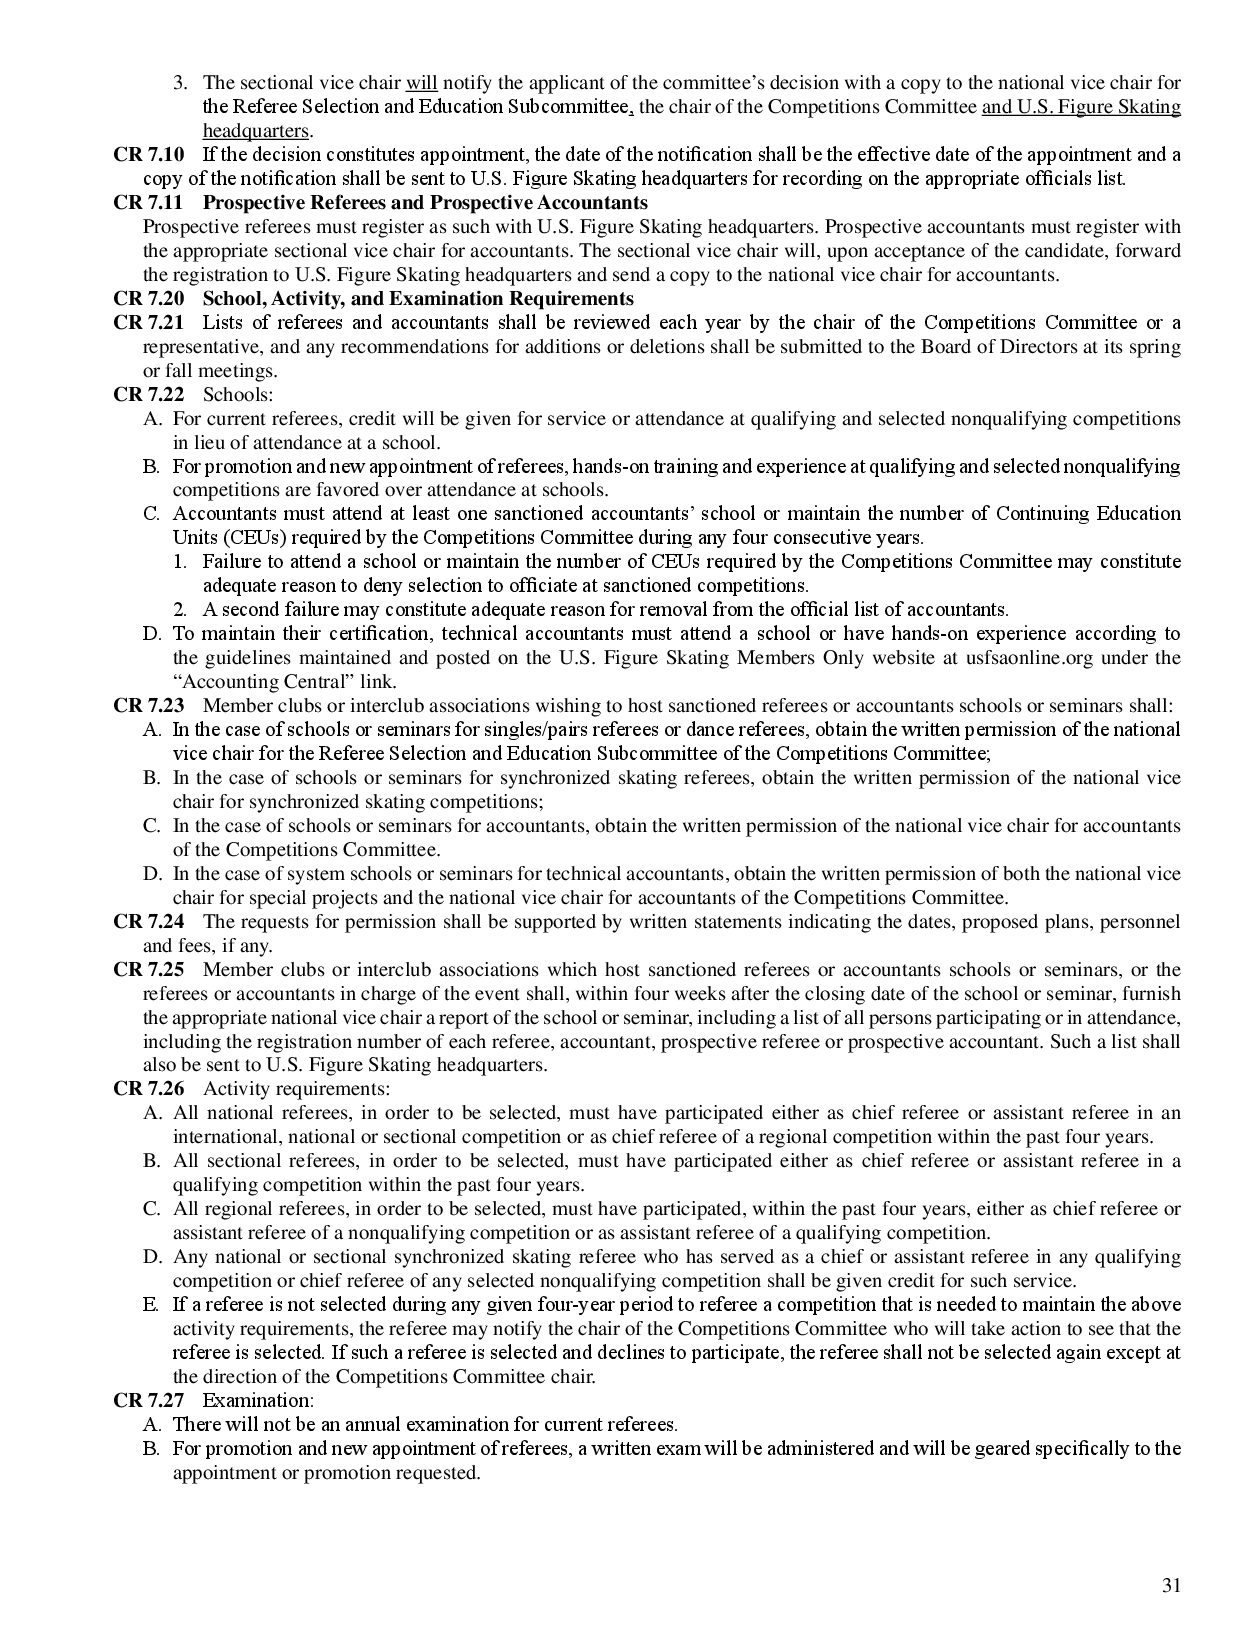 3. The sectional vice chair will notify the applicant of the committee’s decision with a copy to the national vice chair for
the Referee Selection and Education Subcommittee, the chair of the Competitions Committee and U.S. Figure Skating
headquarters.
CR 7.10 If the decision constitutes appointment, the date of the notification shall be the effective date of the appointment and a
copy of the notification shall be sent to U.S. Figure Skating headquarters for recording on the appropriate officials list.
CR 7.11 Prospective Referees and Prospective Accountants
Prospective referees must register as such with U.S. Figure Skating headquarters. Prospective accountants must register with
the appropriate sectional vice chair for accountants. The sectional vice chair will, upon acceptance of the candidate, forward
the registration to U.S. Figure Skating headquarters and send a copy to the national vice chair for accountants.
CR 7.20 School, Activity, and Examination Requirements
CR 7.21 Lists of referees and accountants shall be reviewed each year by the chair of the Competitions Committee or a
representative, and any recommendations for additions or deletions shall be submitted to the Board of Directors at its spring
or fall meetings.
CR 7.22 Schools:
A. For current referees, credit will be given for service or attendance at qualifying and selected nonqualifying competitions
in lieu of attendance at a school.
B. For promotion and new appointment of referees, hands-on training and experience at qualifying and selected nonqualifying
competitions are favored over attendance at schools.
C. Accountants must attend at least one sanctioned accountants’ school or maintain the number of Continuing Education
Units (CEUs) required by the Competitions Committee during any four consecutive years.
1. Failure to attend a school or maintain the number of CEUs required by the Competitions Committee may constitute
adequate reason to deny selection to officiate at sanctioned competitions.
2. A second failure may constitute adequate reason for removal from the official list of accountants.
D. To maintain their certification, technical accountants must attend a school or have hands-on experience according to
the guidelines maintained and posted on the U.S. Figure Skating Members Only website at usfsaonline.org under the
“Accounting Central” link.
CR 7.23 Member clubs or interclub associations wishing to host sanctioned referees or accountants schools or seminars shall:
A. In the case of schools or seminars for singles/pairs referees or dance referees, obtain the written permission of the national
vice chair for the Referee Selection and Education Subcommittee of the Competitions Committee;
B. In the case of schools or seminars for synchronized skating referees, obtain the written permission of the national vice
chair for synchronized skating competitions;
C. In the case of schools or seminars for accountants, obtain the written permission of the national vice chair for accountants
of the Competitions Committee.
D. In the case of system schools or seminars for technical accountants, obtain the written permission of both the national vice
chair for special projects and the national vice chair for accountants of the Competitions Committee.
CR 7.24 The requests for permission shall be supported by written statements indicating the dates, proposed plans, personnel
and fees, if any.
CR 7.25 Member clubs or interclub associations which host sanctioned referees or accountants schools or seminars, or the
referees or accountants in charge of the event shall, within four weeks after the closing date of the school or seminar, furnish
the appropriate national vice chair a report of the school or seminar, including a list of all persons participating or in attendance,
including the registration number of each referee, accountant, prospective referee or prospective accountant. Such a list shall
also be sent to U.S. Figure Skating headquarters.
CR 7.26 Activity requirements:
A. All national referees, in order to be selected, must have participated either as chief referee or assistant referee in an
international, national or sectional competition or as chief referee of a regional competition within the past four years.
B. All sectional referees, in order to be selected, must have participated either as chief referee or assistant referee in a
qualifying competition within the past four years.
C. All regional referees, in order to be selected, must have participated, within the past four years, either as chief referee or
assistant referee of a nonqualifying competition or as assistant referee of a qualifying competition.
D. Any national or sectional synchronized skating referee who has served as a chief or assistant referee in any qualifying
competition or chief referee of any selected nonqualifying competition shall be given credit for such service.
E. If a referee is not selected during any given four-year period to referee a competition that is needed to maintain the above
activity requirements, the referee may notify the chair of the Competitions Committee who will take action to see that the
referee is selected. If such a referee is selected and declines to participate, the referee shall not be selected again except at
the direction of the Competitions Committee chair.
CR 7.27 Examination:
A. There will not be an annual examination for current referees.
B. For promotion and new appointment of referees, a written exam will be administered and will be geared specifically to the
appointment or promotion requested.
31